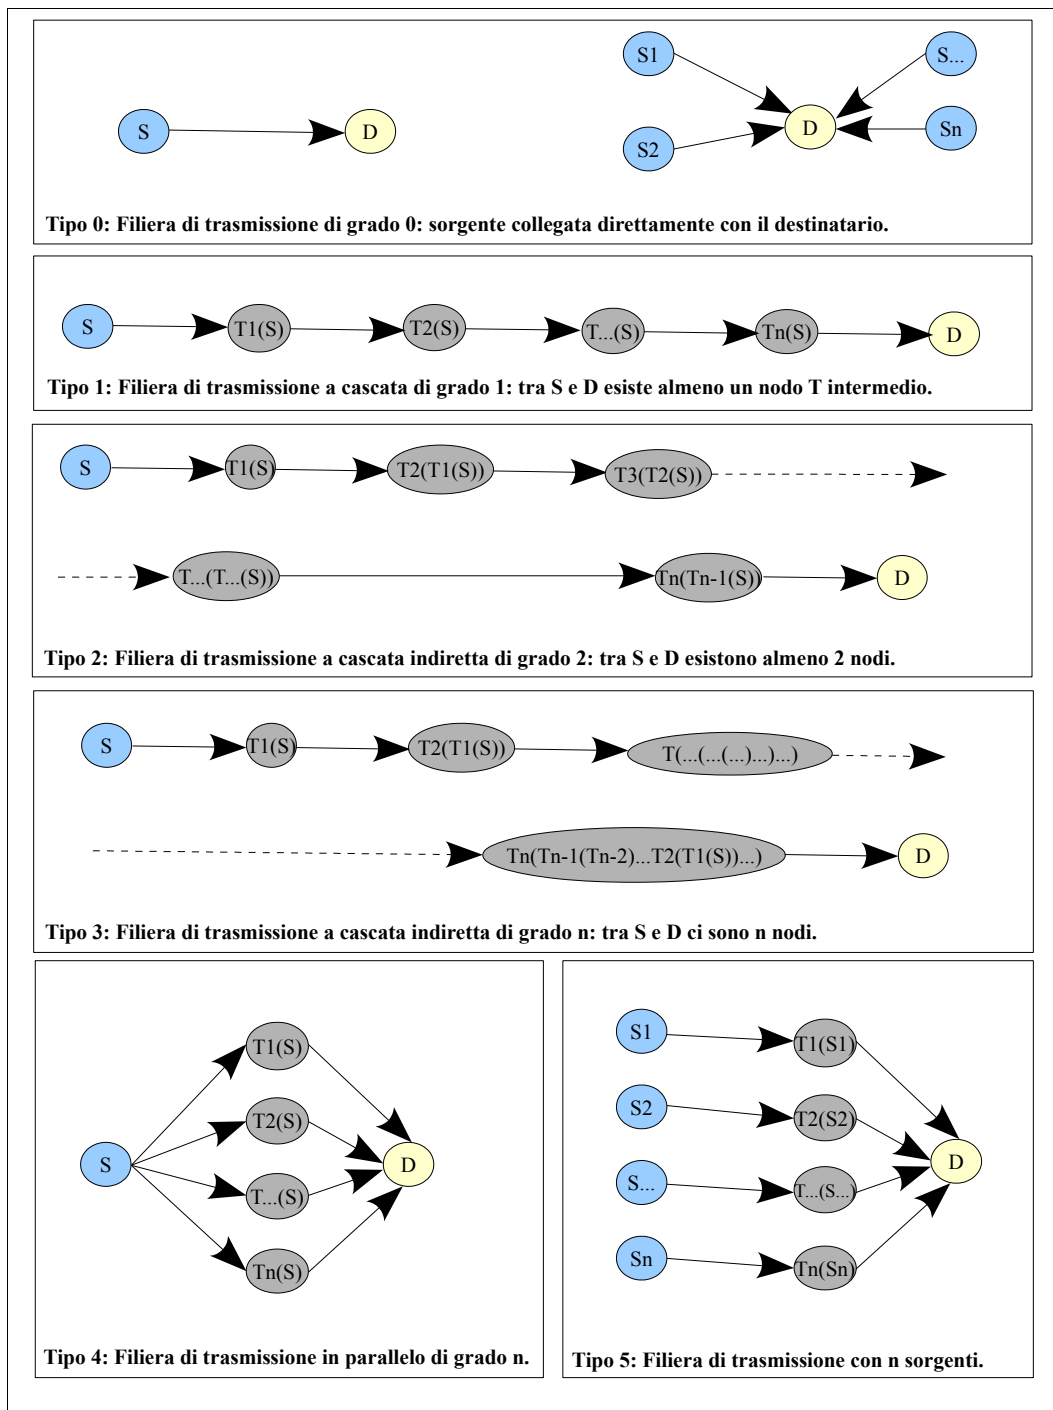 S1
S...
S
D
D
Sn
S2
Tipo 0: Filiera di trasmissione di grado 0: sorgente collegata direttamente con il destinatario.
S
T1(S)
T2(S)
T...(S)
Tn(S)
D
Tipo 1: Filiera di trasmissione a cascata di grado 1: tra S e D esiste almeno un nodo T intermedio.
S
T1(S)
T2(T1(S))
T3(T2(S))
T...(T...(S))
Tn(Tn-1(S))
D
Tipo 2: Filiera di trasmissione a cascata indiretta di grado 2: tra S e D esistono almeno 2 nodi.
S
T1(S)
T2(T1(S))
T(...(...(...)...)...)
Tn(Tn-1(Tn-2)...T2(T1(S))...)
D
Tipo 3: Filiera di trasmissione a cascata indiretta di grado n: tra S e D ci sono n nodi.
T1(S)
T2(S)
S
D
T...(S)
Tn(S)
Tipo 4: Filiera di trasmissione in parallelo di grado n.
S1
T1(S1)
S2
T2(S2)
D
S...
T...(S...)
Sn
Tn(Sn)
Tipo 5: Filiera di trasmissione con n sorgenti.